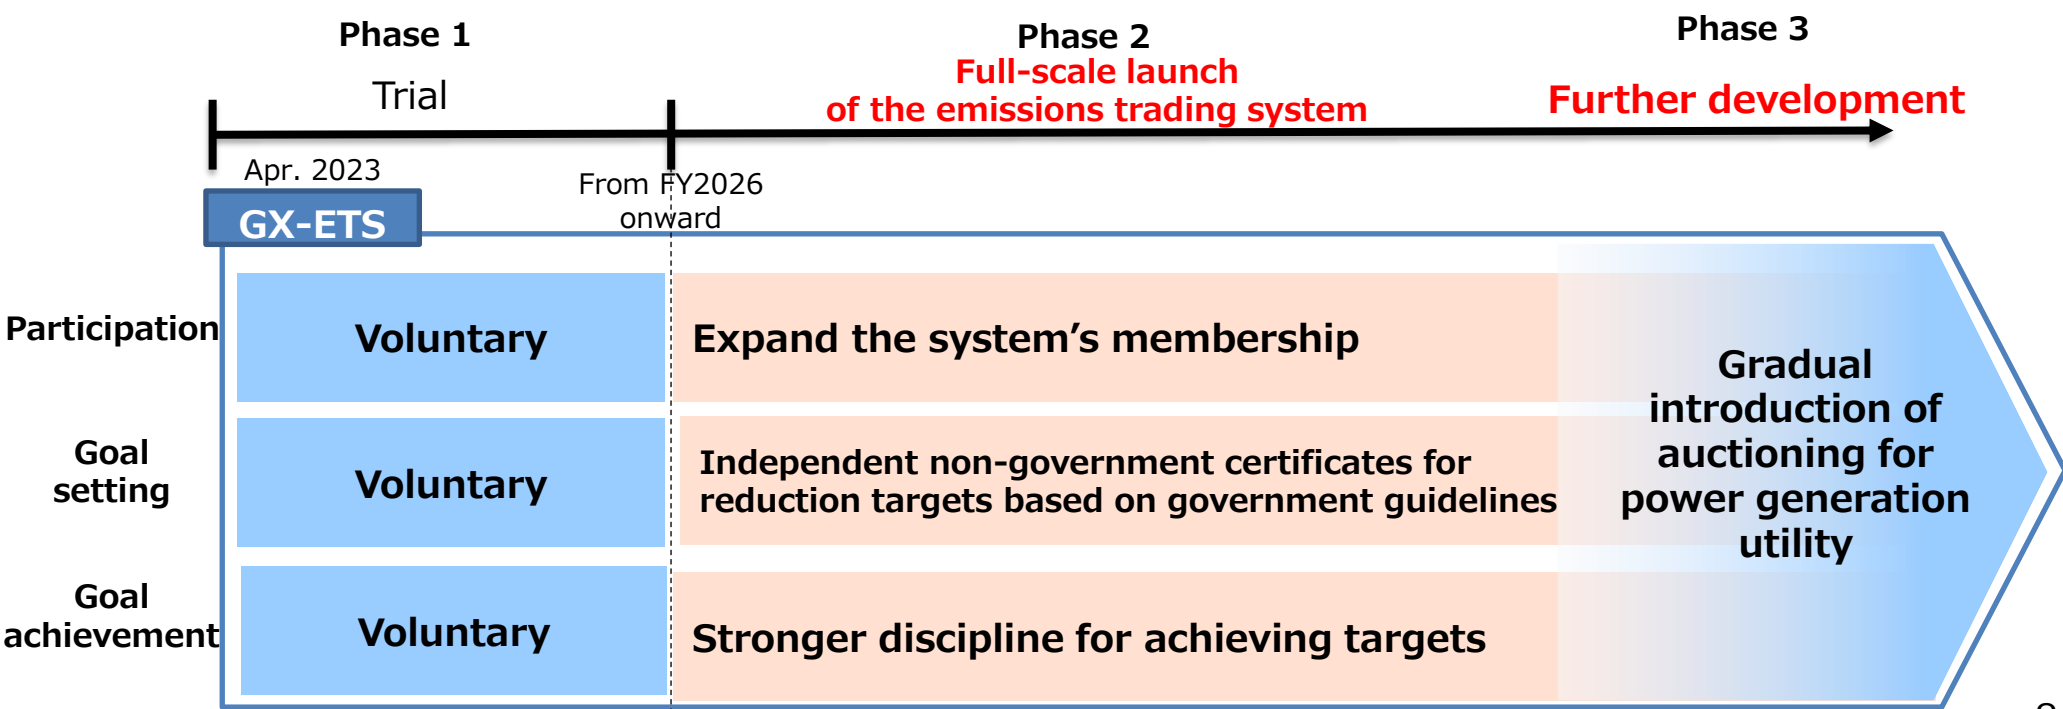 Phase 1
Phase 2
Phase 3
Trial
Full-scale launch
of the emissions trading system
Further development
Apr. 2023
From FY2026
onward
GX-ETS
Participation
Voluntary
Expand the system’s membership
Goal
setting
Voluntary
Independent non-government certificates for
reduction targets based on government guidelines
Goal
achievement
Voluntary
Stronger discipline for achieving targets
Gradual
introduction of
auctioning for
power generation
utility